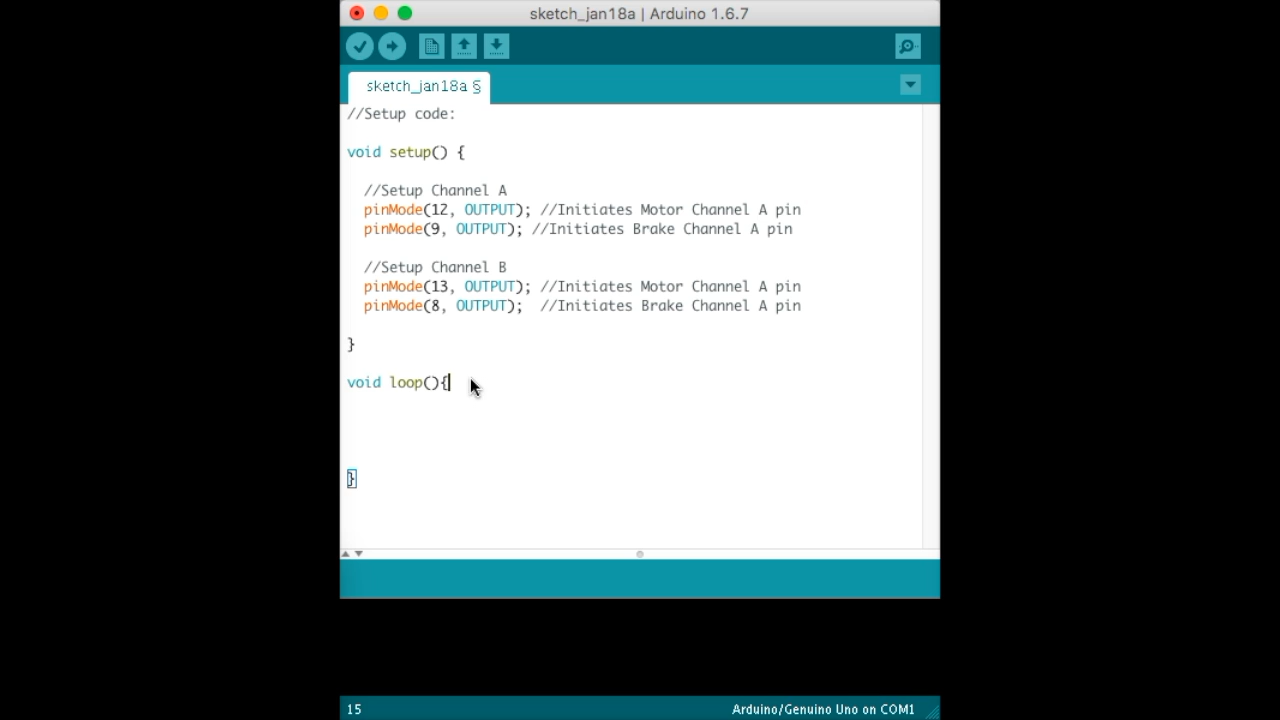 sketch_jan18a | Arduino 1.6.7
sketch_jan18a §
//Setup code:
void setup() {
//Setup Channel A
pinMode(12, OUTPUT); //Initiates Motor Channel A pin
pinMode(9, OUTPUT); //Initiates Brake Channel A pin
//Setup Channel B
pinMode(13, OUTPUT); //Initiates Motor Channel A pin
pinMode(8, OUTPUT);  //Initiates Brake Channel A pin
}
void loop(){
}
15
Arduino/Genuino Uno on COM1